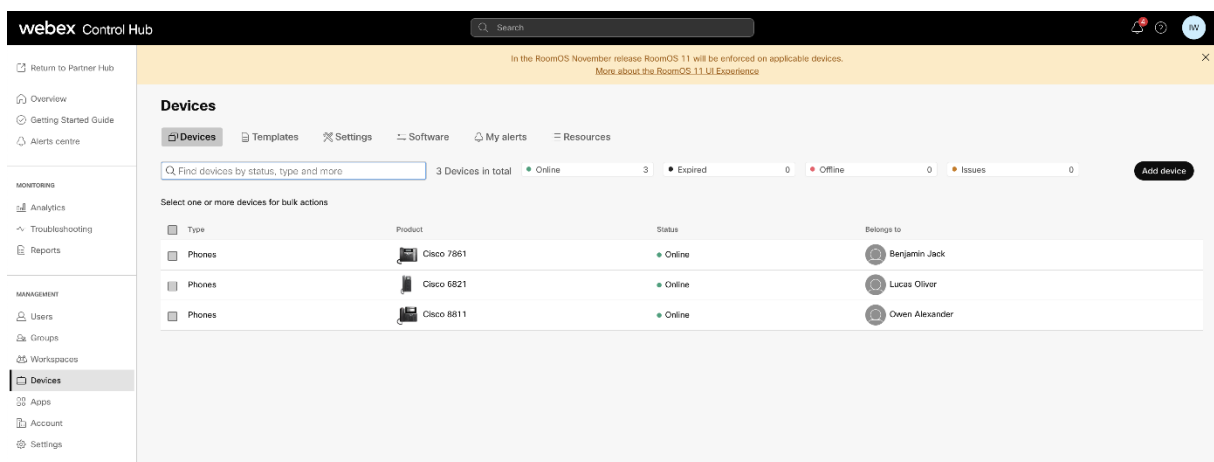 webex Control Hub
Search
4
IW
Return to Partner Hub
In the RoomOS November release RoomOS 11 will be enforced on applicable devices.
More about the RoomOS 11 UI Experience
Overview
Getting Started Guide
Alerts centre
MONITORING
Analytics
Troubleshooting
Reports
MANAGEMENT
Users
Groups
Workspaces
Devices
Apps
Account
Settings
Devices
Devices Templates Settings Software My alerts Resources
Find devices by status, type and more 3 Devices in total Online 3 Expired 0 Offline 0 Issues 0 Add device
Select one or more devices for bulk actions
Type Product Status Belongs to
Phones Cisco 7861 Online Benjamin Jack
Phones Cisco 6821 Online Lucas Oliver
Phones Cisco 8811 Online Owen Alexander